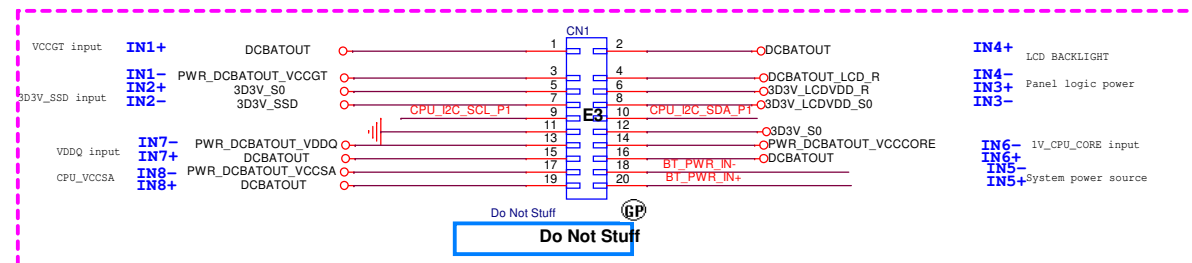 CN1
VCCGT input IN1+ DCBATOUT 1 2 DCBATOUT IN4+
LCD BACKLIGHT
IN1- PWR_DCBATOUT_VCCGT 3 4 DCBATOUT_LCD_R IN4-
IN2+ 3D3V_S0 5 6 3D3V_LCDVDD_R IN3+ Panel logic power
3D3V_SSD input IN2- 3D3V_SSD 7 8 3D3V_LCDVDD_S0 IN3-
CPU_I2C_SCL_P1 9 E3 10 CPU_I2C_SDA_P1
11 12 3D3V_S0
IN7- PWR_DCBATOUT_VDDQ 13 14 PWR_DCBATOUT_VCCCORE IN6- 1V_CPU_CORE input
VDDQ input IN7+ DCBATOUT 15 16 DCBATOUT IN6+
CPU_VCCSA IN8- PWR_DCBATOUT_VCCSA 17 18 BT_PWR_IN- IN5-
IN8+ DCBATOUT 19 20 BT_PWR_IN+ IN5+ System power source
Do Not Stuff GP
Do Not Stuff